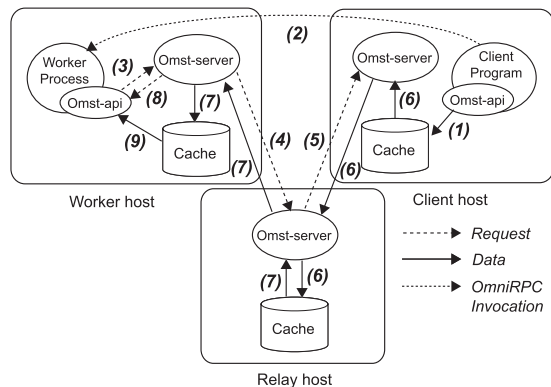 (2)
Worker
Process
(3)
Omst-server
Omst-server
Client
Program
Omst-api
(8)
(7)
(6)
Omst-api
(9)
(4)
(5)
(1)
Cache
(7)
(6)
Cache
Worker host
Client host
Omst-server
(7)
(6)
Cache
Relay host
Request
Data
OmniRPC
Invocation